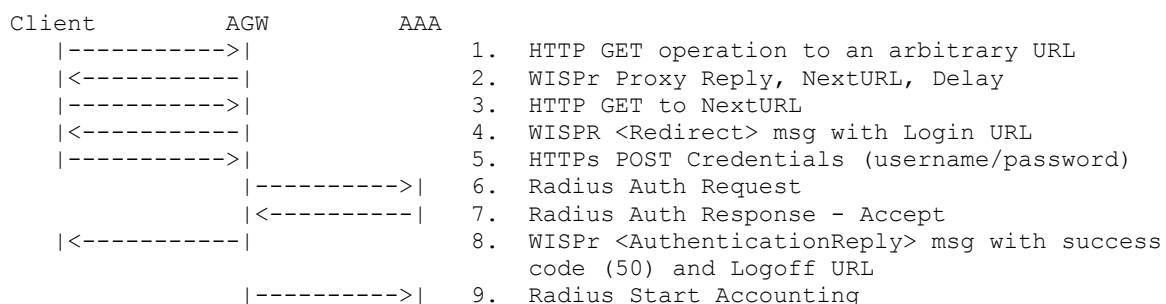 Client AGW AAA
|----------->| 1. HTTP GET operation to an arbitrary URL
|<-----------| 2. WISPr Proxy Reply, NextURL, Delay
|----------->| 3. HTTP GET to NextURL
|<-----------| 4. WISPR <Redirect> msg with Login URL
|----------->| 5. HTTPs POST Credentials (username/password)
|---------->| 6. Radius Auth Request
|<----------| 7. Radius Auth Response - Accept
|<-----------| 8. WISPr <AuthenticationReply> msg with success
code (50) and Logoff URL
|---------->| 9. Radius Start Accounting